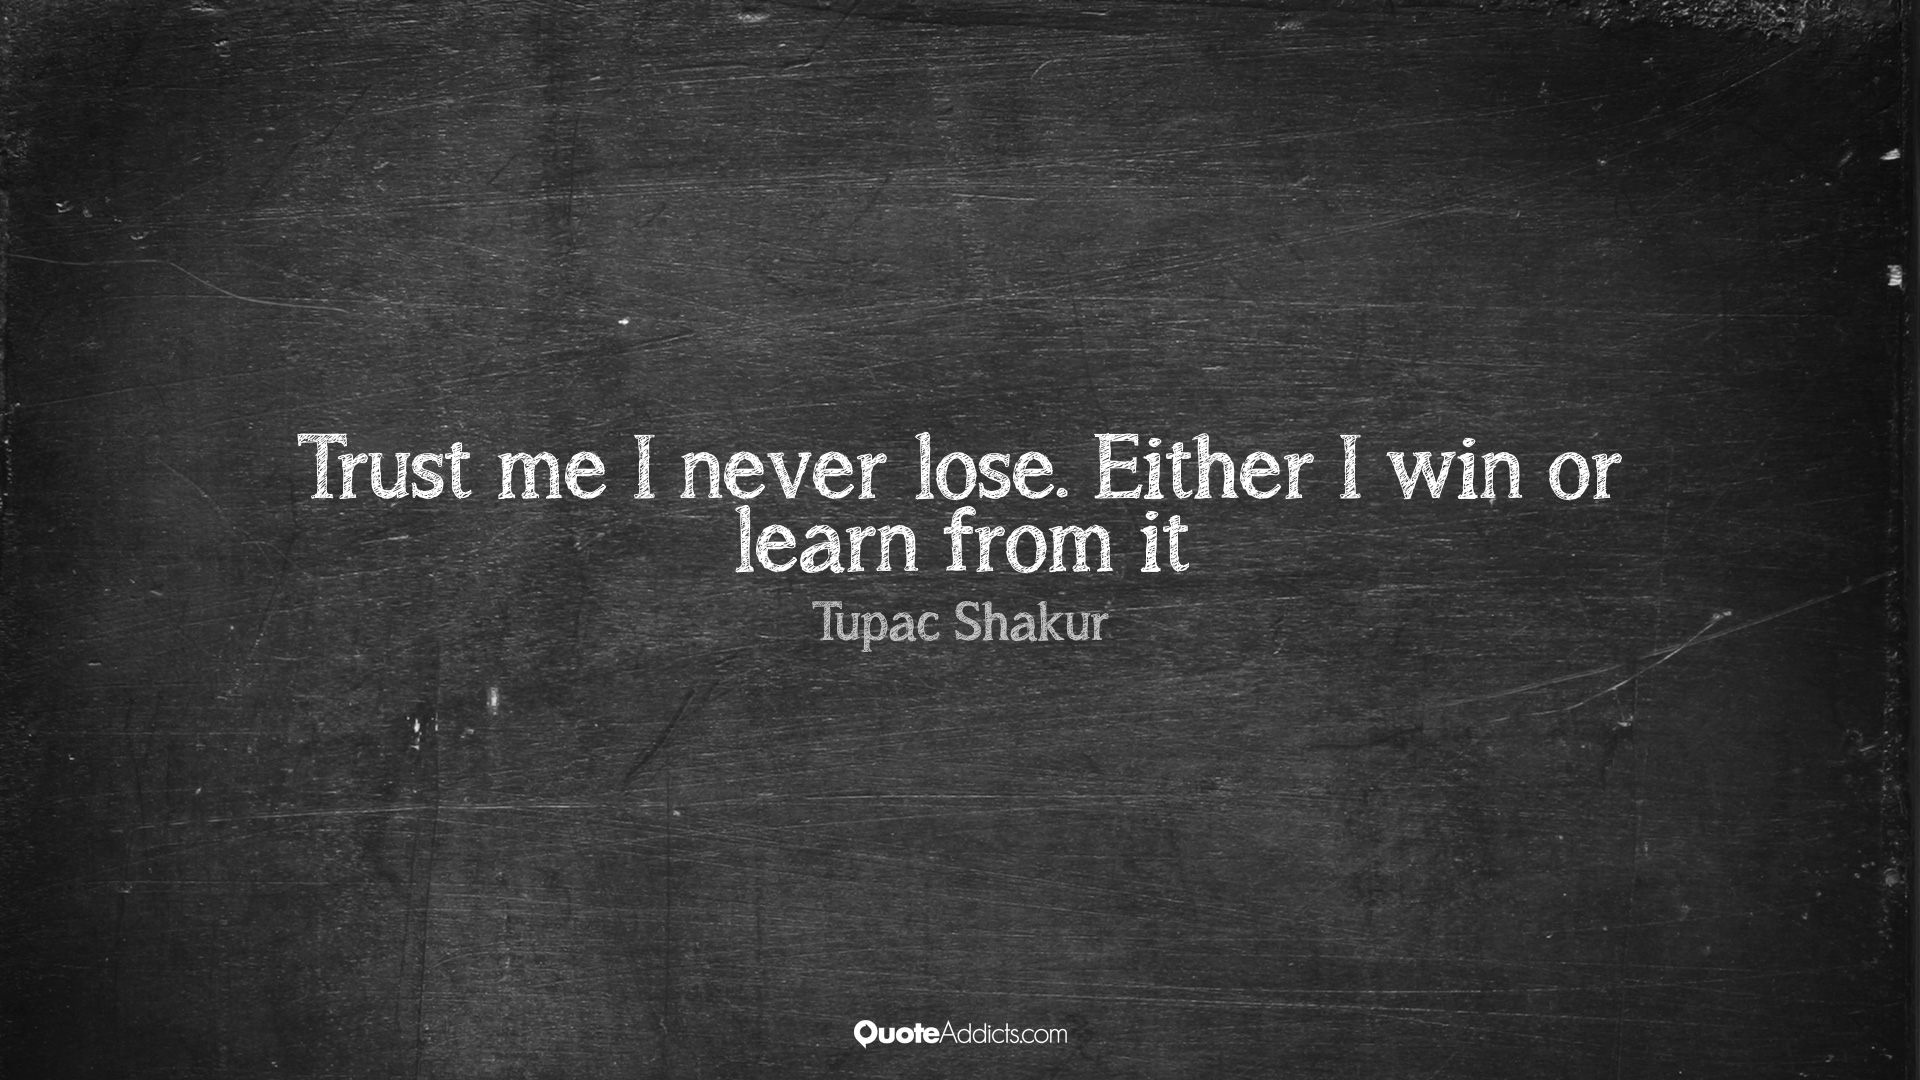 Trust me I never lose. Either I win or
learn from it
Tupac Shakur
QuoteAddicts.com